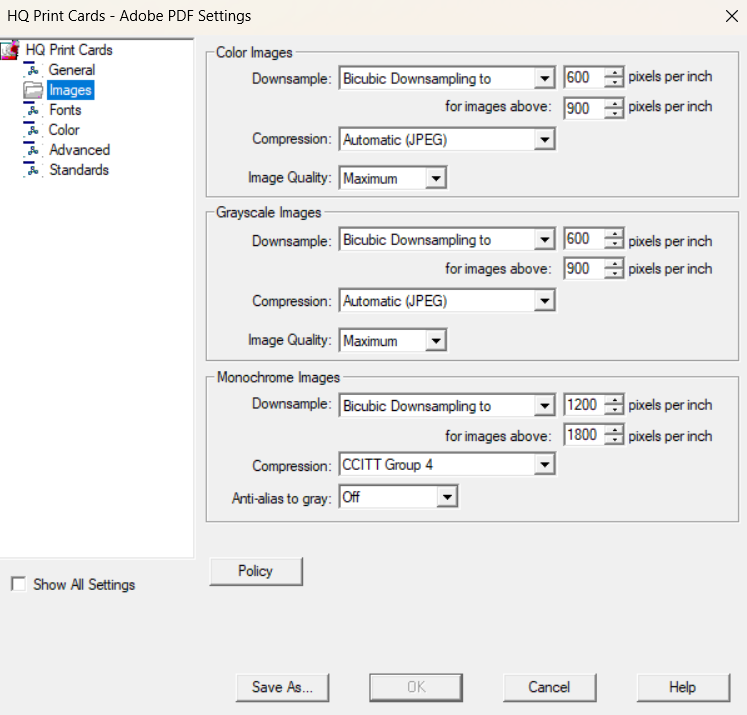 HQ Print Cards - Adobe PDF Settings
HQ Print Cards
General
Images
Fonts
Color
Advanced
Standards
Show All Settings
Color Images
Downsample: Bicubic Downsampling to 600 pixels per inch
for images above: 900 pixels per inch
Compression: Automatic (JPEG)
Image Quality: Maximum
Grayscale Images
Downsample: Bicubic Downsampling to 600 pixels per inch
for images above: 900 pixels per inch
Compression: Automatic (JPEG)
Image Quality: Maximum
Monochrome Images
Downsample: Bicubic Downsampling to 1200 pixels per inch
for images above: 1800 pixels per inch
Compression: CCITT Group 4
Anti-alias to gray: Off
Policy
Save As... OK Cancel Help